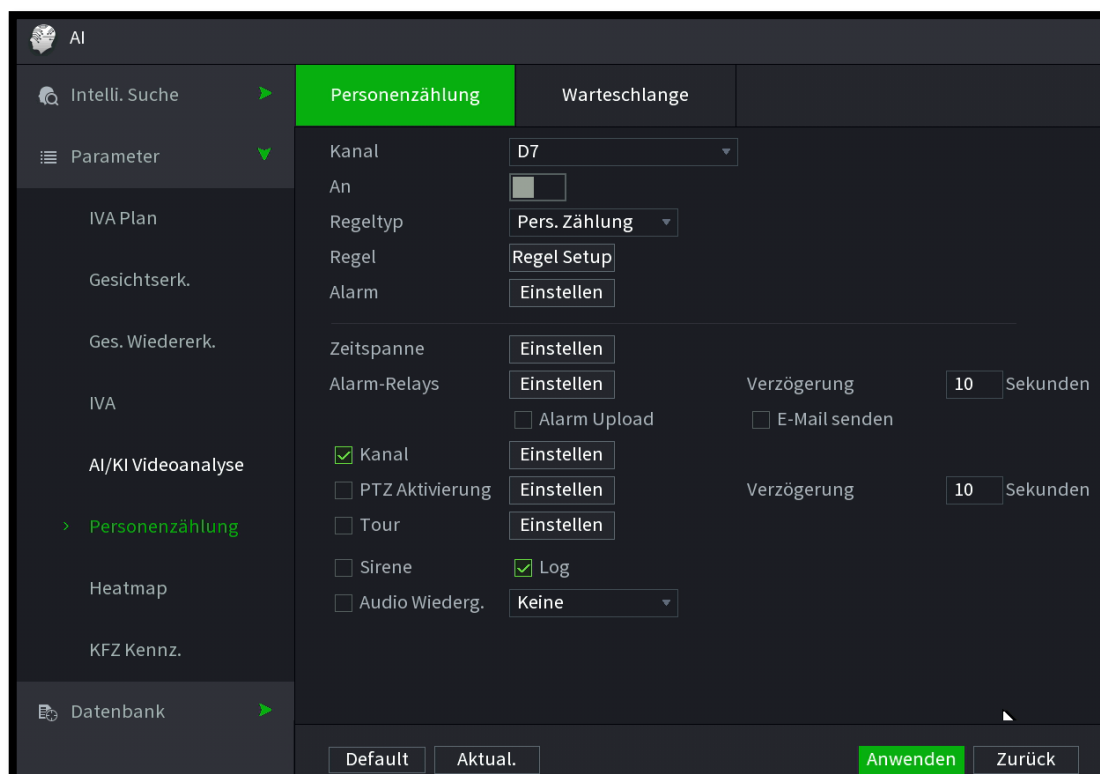 AI
Intelli. Suche
Parameter
IVA Plan
Gesichtserk.
Ges. Wiedererk.
IVA
AI/KI Videoanalyse
Personenzählung
Heatmap
KFZ Kennz.
Datenbank
Personenzählung Warteschlange
Kanal D7
An
Regeltyp Pers. Zählung
Regel Regel Setup
Alarm Einstellen
Zeitspanne Einstellen
Alarm-Relays Einstellen Verzögerung 10 Sekunden
Alarm Upload E-Mail senden
Kanal Einstellen
PTZ Aktivierung Einstellen Verzögerung 10 Sekunden
Tour Einstellen
Sirene Log
Audio Wiederg. Keine
Default Aktual. Anwenden Zurück